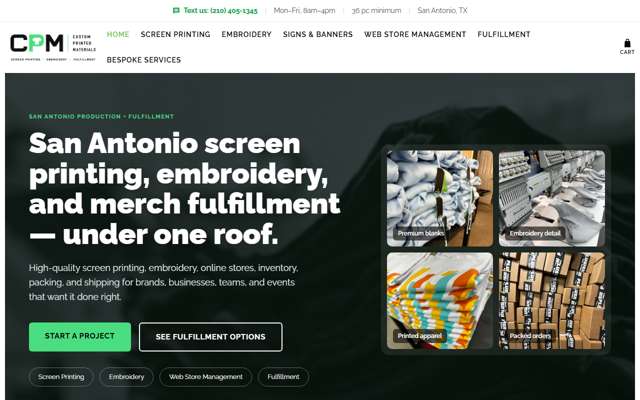 Text us: (210) 405-1345 | Mon–Fri, 8am–4pm | 36 pc minimum | San Antonio, TX
CPM
CUSTOM
PRINTED
MATERIALS
SCREEN PRINTING EMBROIDERY FULFILLMENT
HOME SCREEN PRINTING EMBROIDERY SIGNS & BANNERS WEB STORE MANAGEMENT FULFILLMENT
BESPOKE SERVICES
CART
SAN ANTONIO PRODUCTION + FULFILLMENT
San Antonio screen
printing, embroidery,
and merch fulfillment
— under one roof.
High-quality screen printing, embroidery, online stores, inventory,
packing, and shipping for brands, businesses, teams, and events
that want it done right.
START A PROJECT
SEE FULFILLMENT OPTIONS
Screen Printing
Embroidery
Web Store Management
Fulfillment
Premium blanks
Embroidery detail
Printed apparel
Packed orders